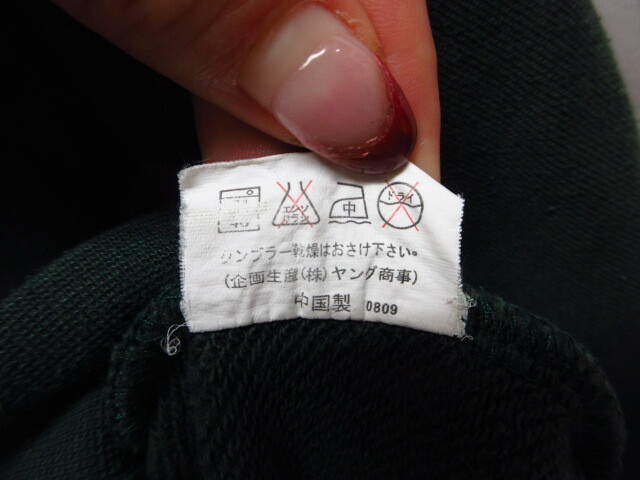 40 エンソ サラシ 中 ドライ
タンブラー乾燥はおさけ下さい。
(企画生産(株)ヤング商事)
中国製 0809